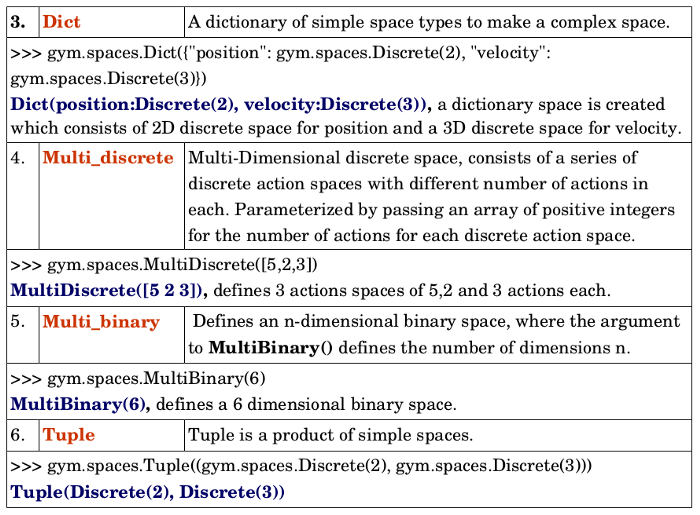 3. Dict A dictionary of simple space types to make a complex space.
>>> gym.spaces.Dict({"position": gym.spaces.Discrete(2), "velocity":
gym.spaces.Discrete(3)})
Dict(position:Discrete(2), velocity:Discrete(3)), a dictionary space is created
which consists of 2D discrete space for position and a 3D discrete space for velocity.
4. Multi_discrete Multi-Dimensional discrete space, consists of a series of
discrete action spaces with different number of actions in
each. Parameterized by passing an array of positive integers
for the number of actions for each discrete action space.
>>> gym.spaces.MultiDiscrete([5,2,3])
MultiDiscrete([5 2 3]), defines 3 actions spaces of 5,2 and 3 actions each.
5. Multi_binary Defines an n-dimensional binary space, where the argument
to MultiBinary() defines the number of dimensions n.
>>> gym.spaces.MultiBinary(6)
MultiBinary(6), defines a 6 dimensional binary space.
6. Tuple Tuple is a product of simple spaces.
>>> gym.spaces.Tuple((gym.spaces.Discrete(2), gym.spaces.Discrete(3)))
Tuple(Discrete(2), Discrete(3))